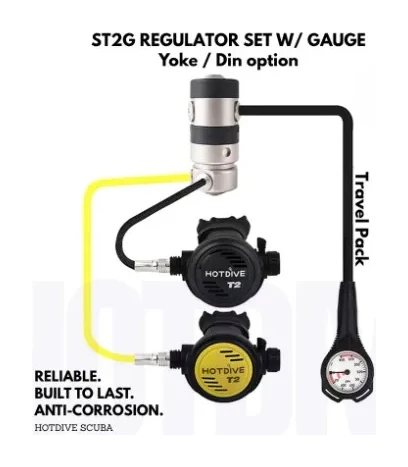 ST2G REGULATOR SET W/ GAUGE
Yoke / Din option
Travel Pack
HOTDIVE
T2
HOTDIVE
T2
RELIABLE.
BUILT TO LAST.
ANTI-CORROSION.
HOTDIVE SCUBA